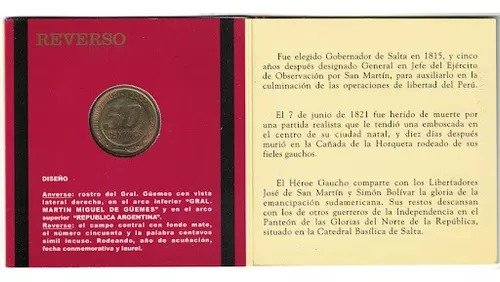 REVERSO
50
DISEÑO
Anverso: rostro del Gral. Güemes con vista
lateral derecha, en el arco inferior "GRAL.
MARTIN MIGUEL DE GÜEMES" y en el arco
superior "REPUBLICA ARGENTINA".
Reverso: el campo central con fondo mate,
el número cincuenta y la palabra centavos
símil incuso. Rodeando, año de acuñación,
fecha conmemorativa y laurel.
Fue elegido Gobernador de Salta en 1815, y cinco
años después designado General en Jefe del Ejército
de Observación por San Martín, para auxiliarlo en la
culminación de las operaciones de libertad del Perú.
El 7 de junio de 1821 fue herido de muerte por
una partida realista que le tendió una emboscada en
el centro de su ciudad natal, y diez días después
murió en la Cañada de la Horqueta rodeado de sus
fieles gauchos.
El Héroe Gaucho comparte con los Libertadores
José de San Martín y Simón Bolívar la gloria de la
emancipación sudamericana. Sus restos descansan
con los de otros guerreros de la Independencia en el
Panteón de las Glorias del Norte de la República,
situado en la Catedral Basílica de Salta.